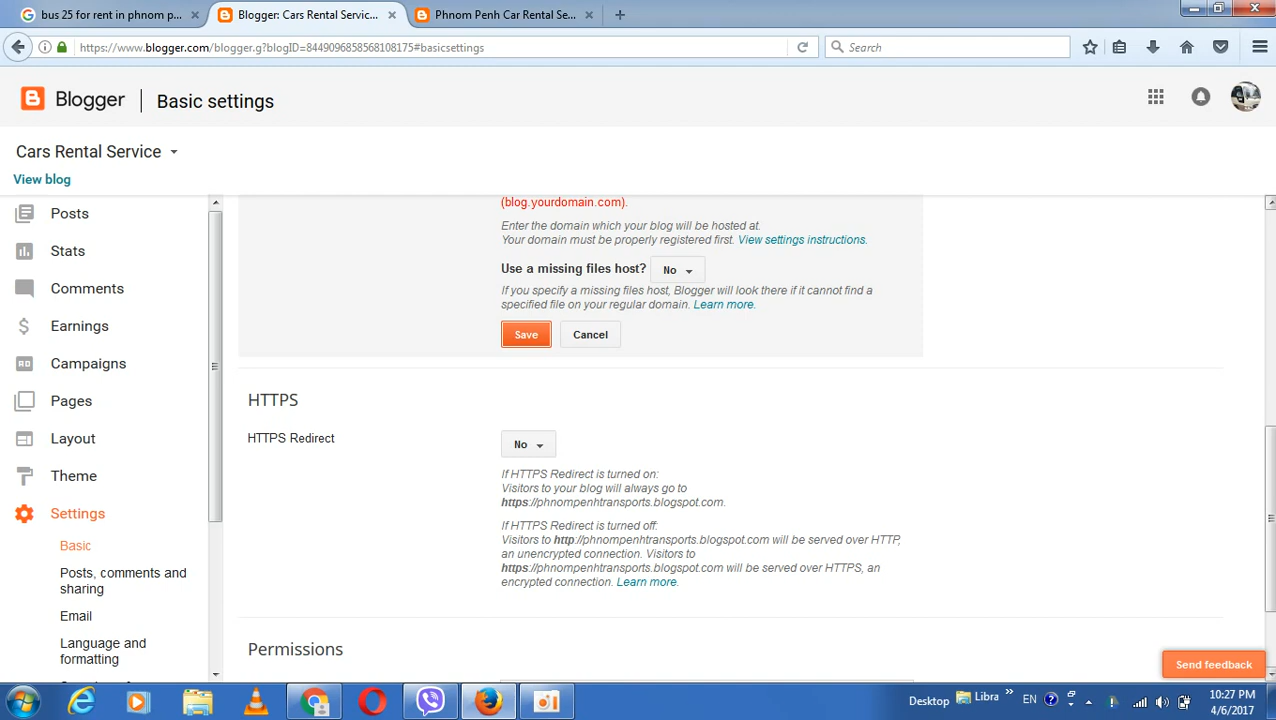 bus 25 for rent in phnom p...
Blogger: Cars Rental Servic...
Phnom Penh Car Rental Se...
https://www.blogger.com/blogger.g?blogID=8449096858568108175#basicsettings
Search
Blogger
Basic settings
Cars Rental Service
View blog
Posts
Stats
Comments
Earnings
Campaigns
Pages
Layout
Theme
Settings
Basic
Posts, comments and
sharing
Email
Language and
formatting
(blog.yourdomain.com).
Enter the domain which your blog will be hosted at.
Your domain must be properly registered first. View settings instructions.
Use a missing files host? No
If you specify a missing files host, Blogger will look there if it cannot find a
specified file on your regular domain. Learn more.
Save Cancel
HTTPS
HTTPS Redirect
No
If HTTPS Redirect is turned on:
Visitors to your blog will always go to
https://phnompenhtransports.blogspot.com.
If HTTPS Redirect is turned off:
Visitors to http://phnompenhtransports.blogspot.com will be served over HTTP,
an unencrypted connection. Visitors to
https://phnompenhtransports.blogspot.com will be served over HTTPS, an
encrypted connection. Learn more.
Permissions
Send feedback
Desktop
Libra
EN
10:27 PM
4/6/2017